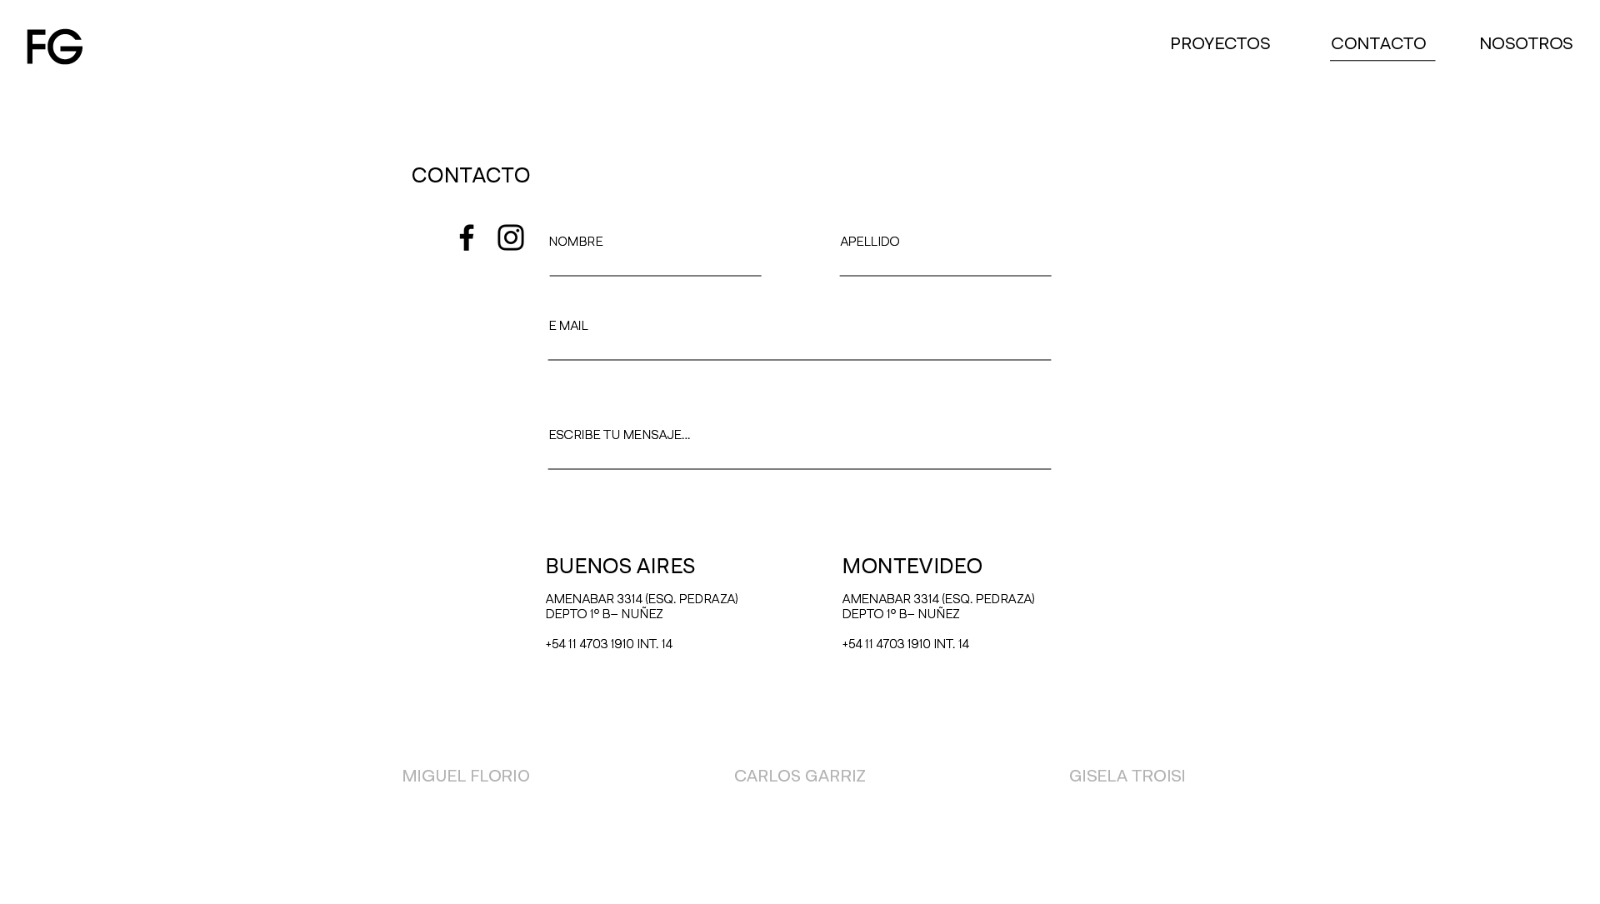 FG
PROYECTOS
CONTACTO
NOSOTROS
CONTACTO
NOMBRE
APELLIDO
E MAIL
ESCRIBE TU MENSAJE...
BUENOS AIRES
AMENABAR 3314 (ESQ. PEDRAZA)
DEPTO 1º B– NUÑEZ
+54 11 4703 1910 INT. 14
MONTEVIDEO
AMENABAR 3314 (ESQ. PEDRAZA)
DEPTO 1º B– NUÑEZ
+54 11 4703 1910 INT. 14
MIGUEL FLORIO
CARLOS GARRIZ
GISELA TROISI